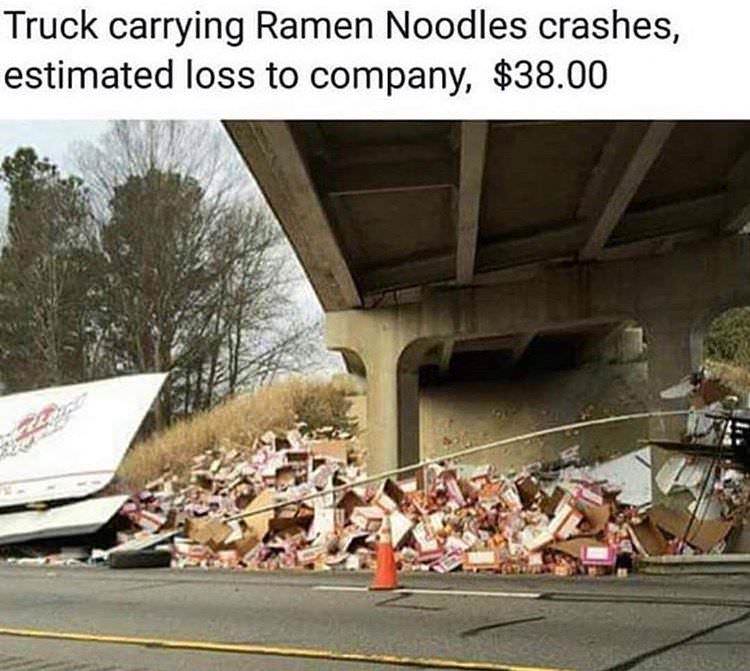 Truck carrying Ramen Noodles crashes,
estimated loss to company,  $38.00